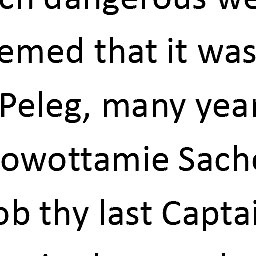 ch dangerous we
emed that it was
Peleg, many year
owottamie Sache
ob thy last Captai